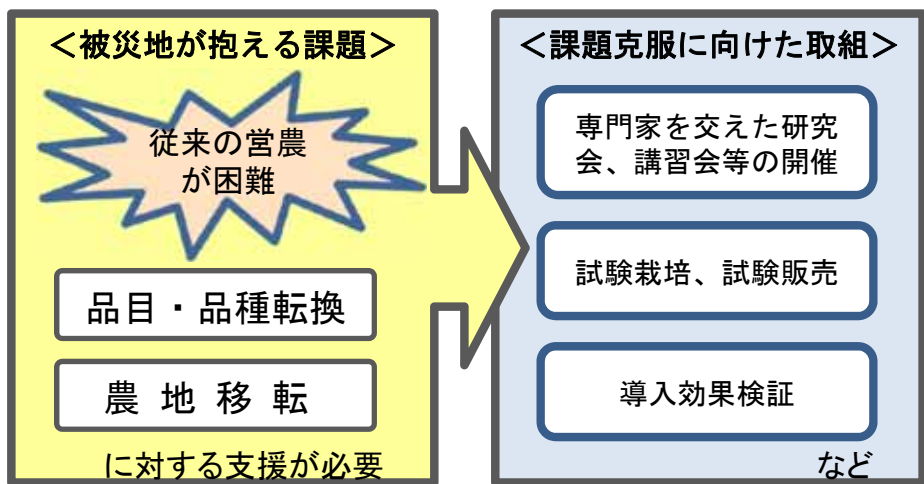 ＜被災地が抱える課題＞
従来の営農
が困難
品目・品種転換
農地移転
に対する支援が必要
＜課題克服に向けた取組＞
専門家を交えた研究
会、講習会等の開催
試験栽培、試験販売
導入効果検証
など